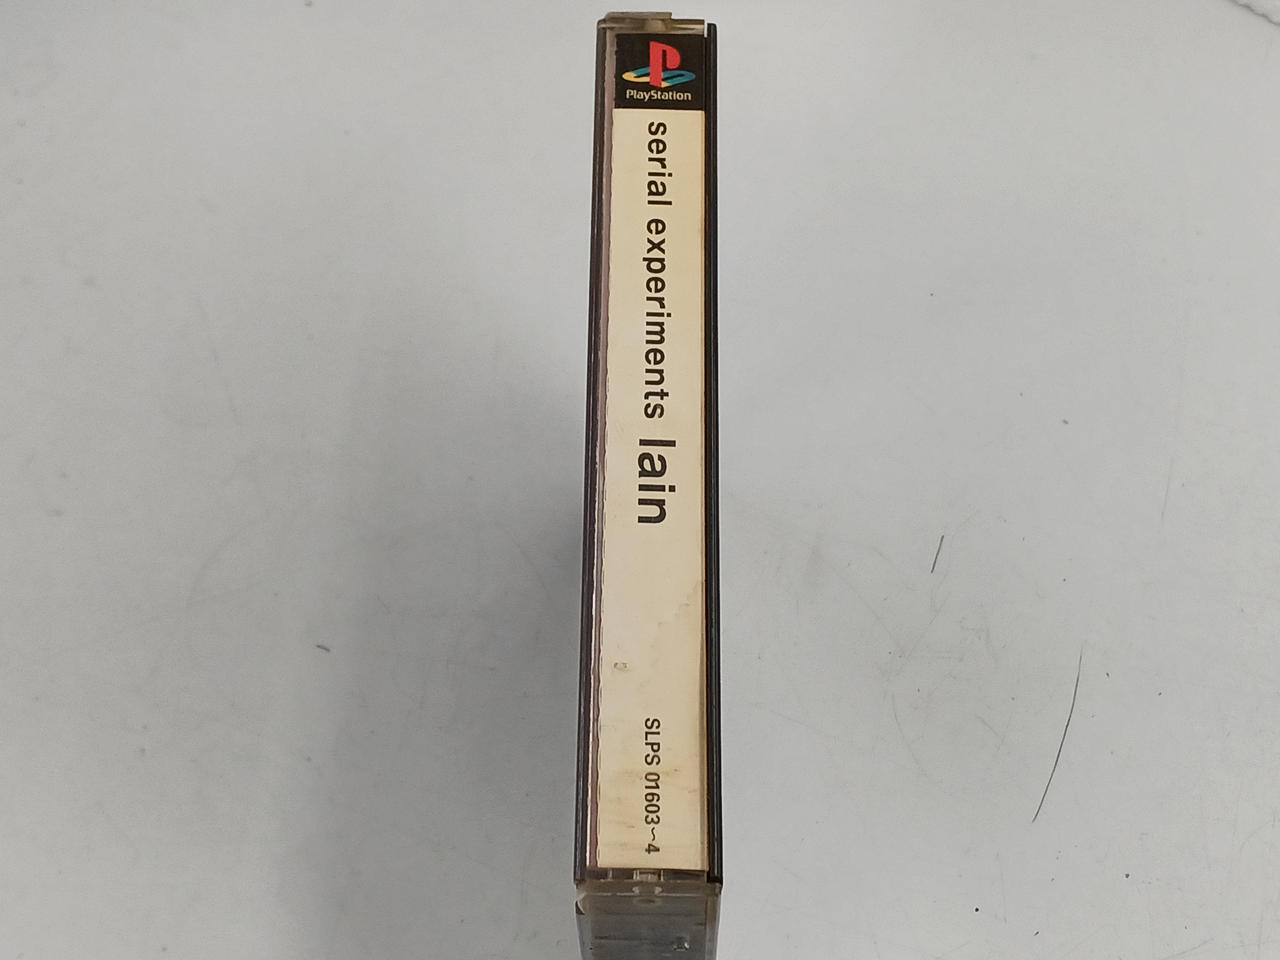 PlayStation
serial experiments lain
SLPS 01603~4